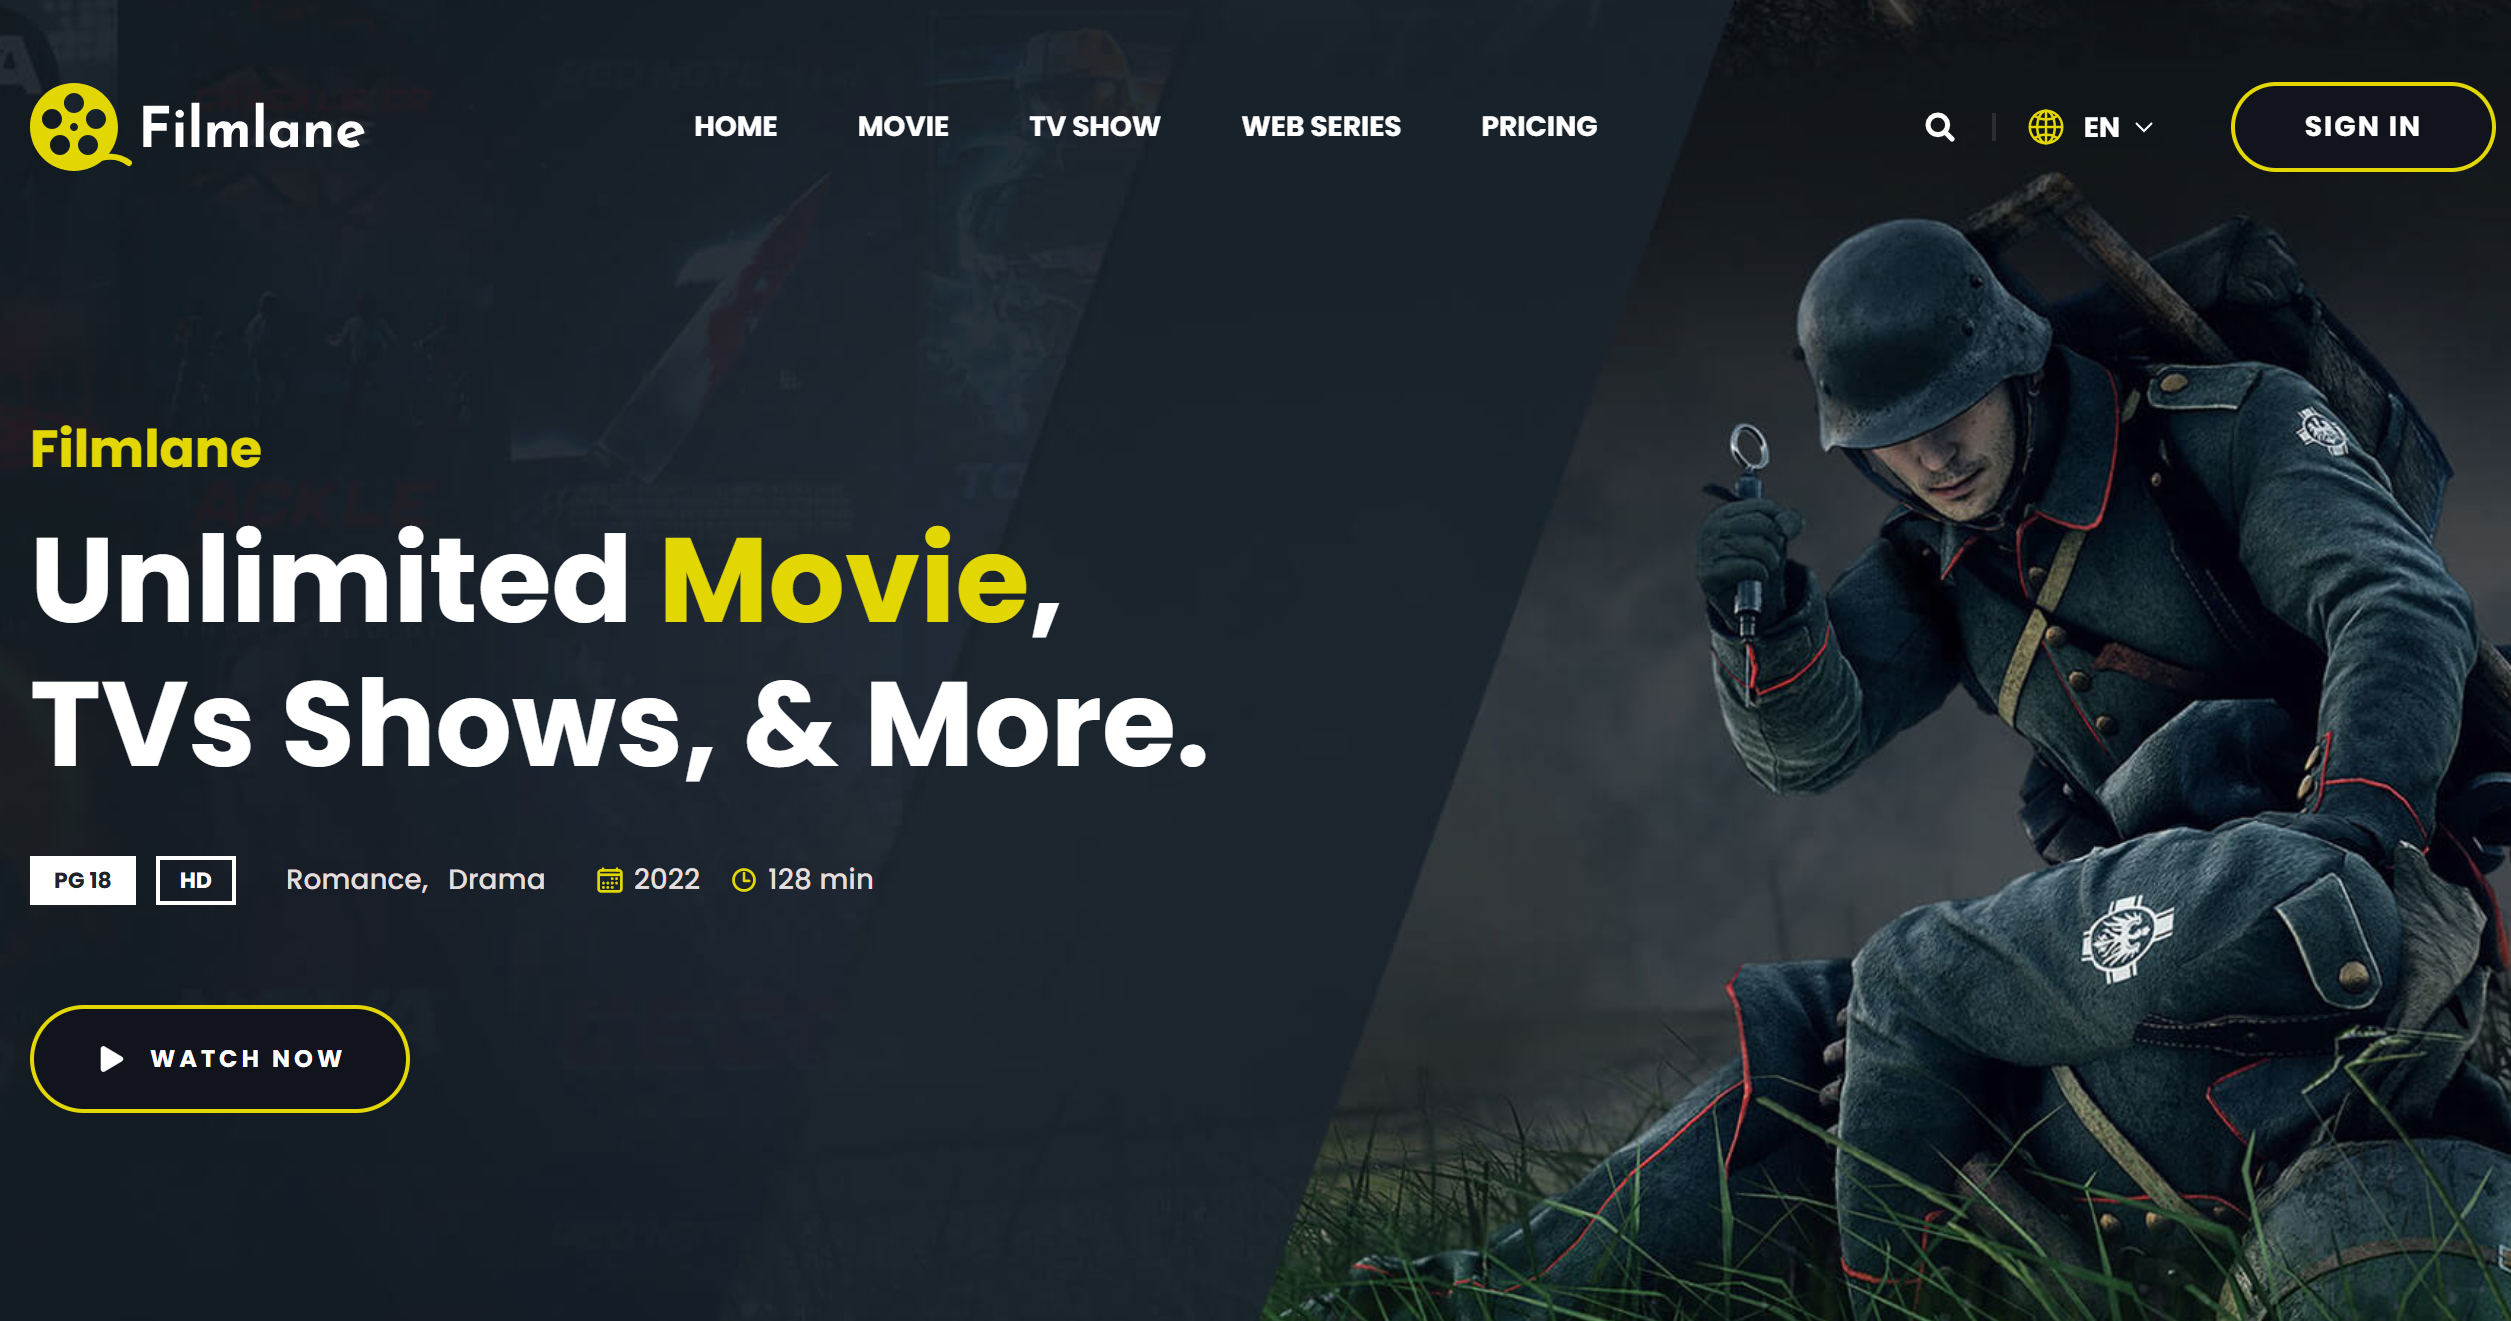 Filmlane
HOME MOVIE TV SHOW WEB SERIES PRICING
EN
SIGN IN
Filmlane
Unlimited Movie,
TVs Shows, & More.
PG 18 HD Romance, Drama 2022 128 min
WATCH NOW